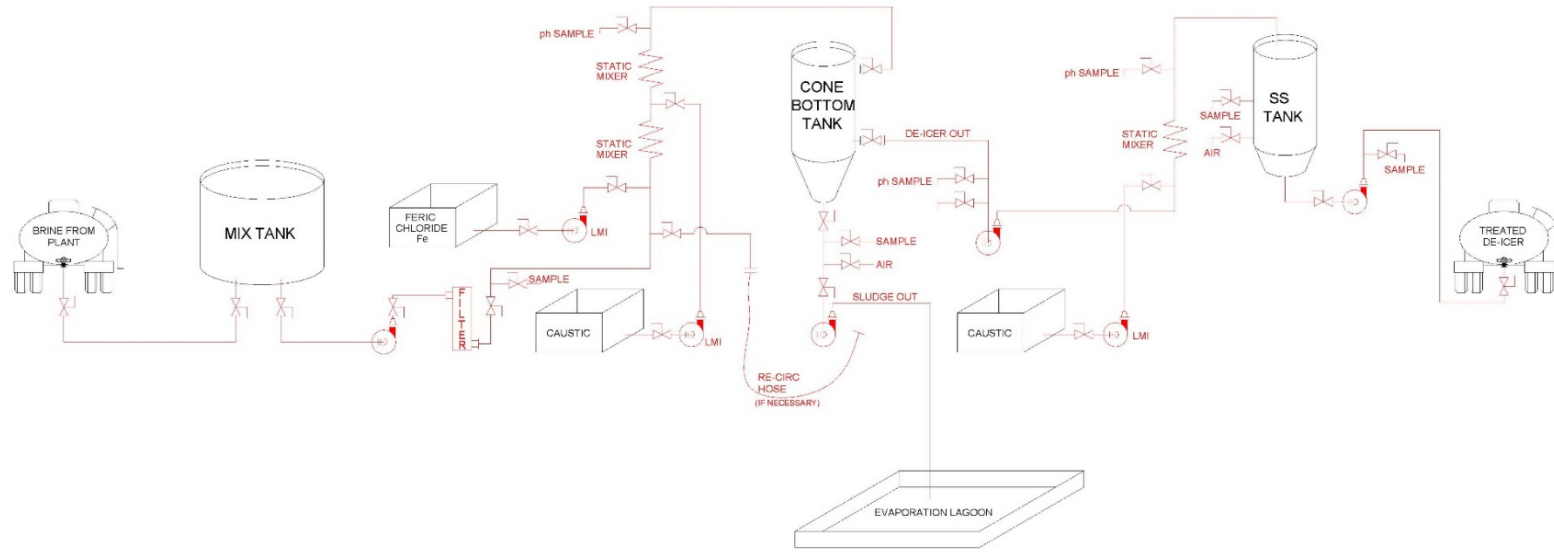 ph SAMPLE
STATIC
MIXER
STATIC
MIXER
CONE
BOTTOM
TANK
DE-ICER OUT
ph SAMPLE
ph SAMPLE
STATIC
MIXER
SAMPLE
AIR
SS
TANK
SAMPLE
BRINE FROM
PLANT
MIX TANK
FERIC
CHLORIDE
Fe
LMI
SAMPLE
FILTER
CAUSTIC
LMI
SAMPLE
AIR
SLUDGE OUT
RE-CIRC
HOSE
(IF NECESSARY)
CAUSTIC
LMI
TREATED
DE-ICER
EVAPORATION LAGOON